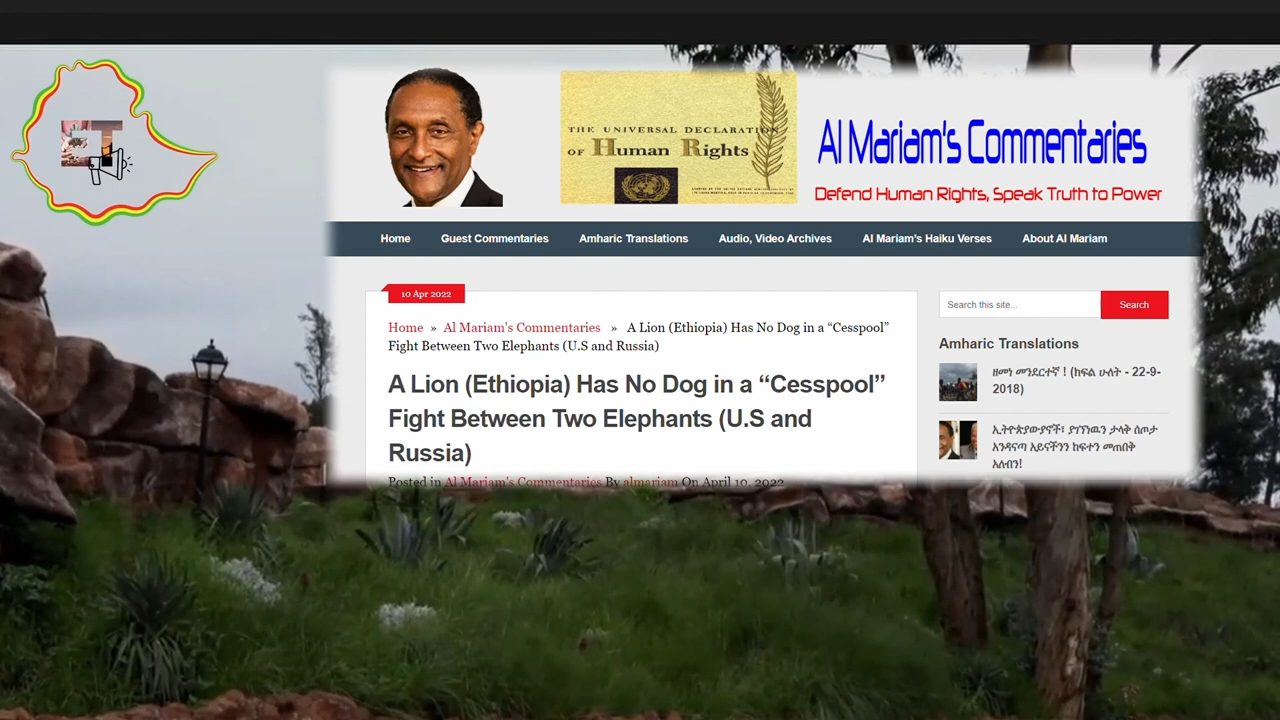 ET
THE UNIVERSAL DECLARATION
OF Human Rights
Al Mariam's Commentaries
Defend Human Rights, Speak Truth to Power
Home Guest Commentaries Amharic Translations Audio, Video Archives Al Mariam's Haiku Verses About Al Mariam
10 Apr 2022
Home » Al Mariam's Commentaries » A Lion (Ethiopia) Has No Dog in a “Cesspool”
Fight Between Two Elephants (U.S and Russia)
A Lion (Ethiopia) Has No Dog in a “Cesspool”
Fight Between Two Elephants (U.S and
Russia)
Posted in Al Mariam's Commentaries By almariam On April 10, 2022
Search this site...
Search
Amharic Translations
ዘመነ መንደርተኛ ! (ክፍል ሁለት - 22-9-
2018)
ኢትዮጵያውያኖች፣ ያገኘነዉን ታላቅ ሰጦታ
እንዳናጣ አይናችንን ከፍተን መጠበቅ
አለብን!